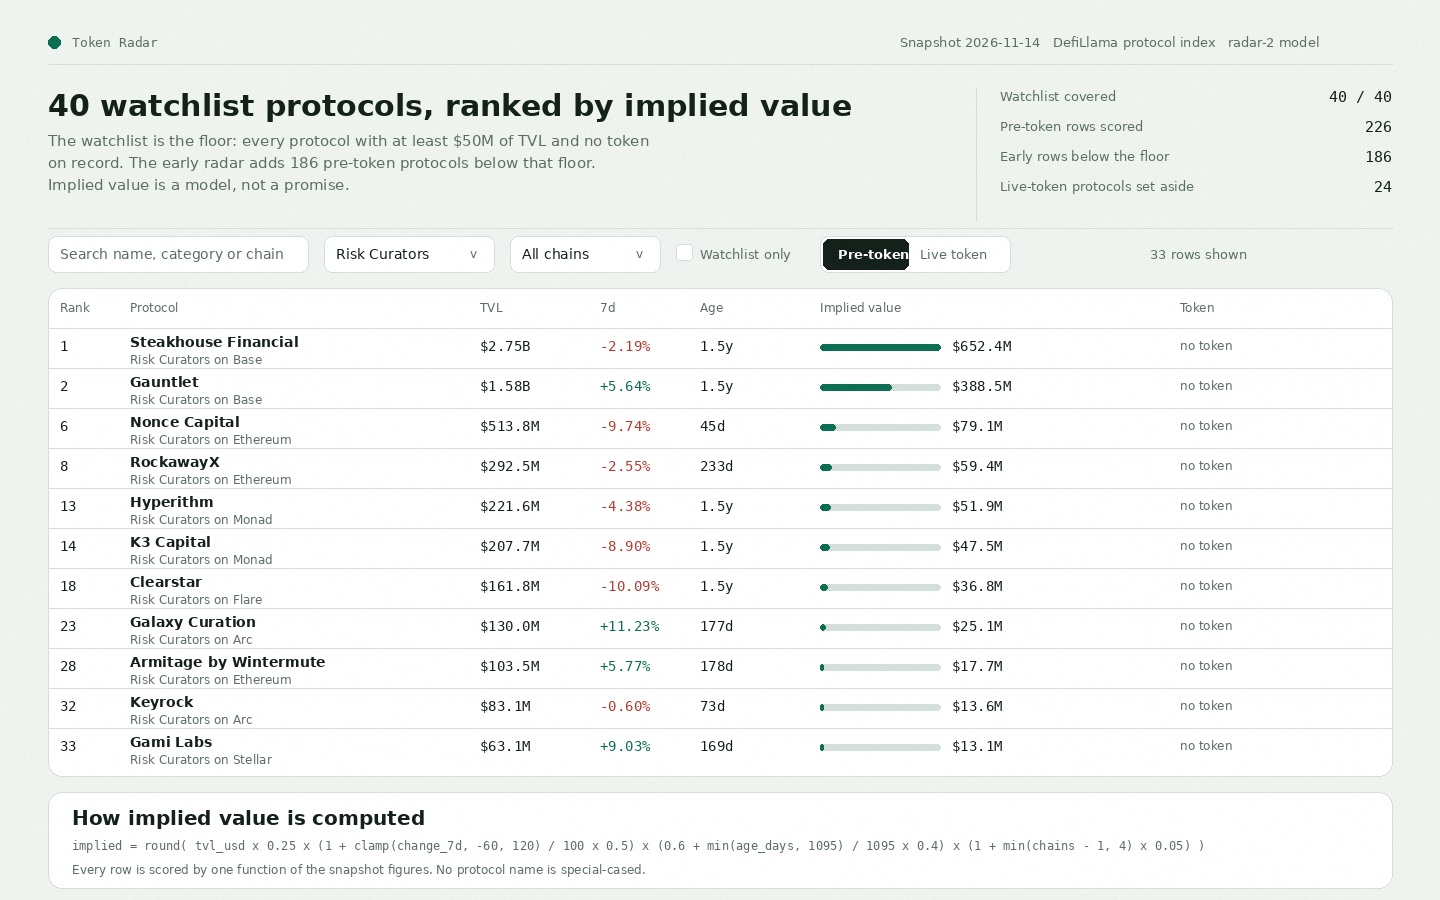 Token Radar
Snapshot 2026-11-14 DefiLlama protocol index radar-2 model
40 watchlist protocols, ranked by implied value
The watchlist is the floor: every protocol with at least $50M of TVL and no token
on record. The early radar adds 186 pre-token protocols below that floor.
Implied value is a model, not a promise.
Watchlist covered 40 / 40
Pre-token rows scored 226
Early rows below the floor 186
Live-token protocols set aside 24
Search name, category or chain Risk Curators v All chains v Watchlist only Pre-token Live token 33 rows shown
Rank Protocol TVL 7d Age Implied value Token
1 Steakhouse Financial $2.75B -2.19% 1.5y $652.4M no token
Risk Curators on Base
2 Gauntlet $1.58B +5.64% 1.5y $388.5M no token
Risk Curators on Base
6 Nonce Capital $513.8M -9.74% 45d $79.1M no token
Risk Curators on Ethereum
8 RockawayX $292.5M -2.55% 233d $59.4M no token
Risk Curators on Ethereum
13 Hyperithm $221.6M -4.38% 1.5y $51.9M no token
Risk Curators on Monad
14 K3 Capital $207.7M -8.90% 1.5y $47.5M no token
Risk Curators on Monad
18 Clearstar $161.8M -10.09% 1.5y $36.8M no token
Risk Curators on Flare
23 Galaxy Curation $130.0M +11.23% 177d $25.1M no token
Risk Curators on Arc
28 Armitage by Wintermute $103.5M +5.77% 178d $17.7M no token
Risk Curators on Ethereum
32 Keyrock $83.1M -0.60% 73d $13.6M no token
Risk Curators on Arc
33 Gami Labs $63.1M +9.03% 169d $13.1M no token
Risk Curators on Stellar
How implied value is computed
implied = round( tvl_usd x 0.25 x (1 + clamp(change_7d, -60, 120) / 100 x 0.5) x (0.6 + min(age_days, 1095) / 1095 x 0.4) x (1 + min(chains - 1, 4) x 0.05) )
Every row is scored by one function of the snapshot figures. No protocol name is special-cased.